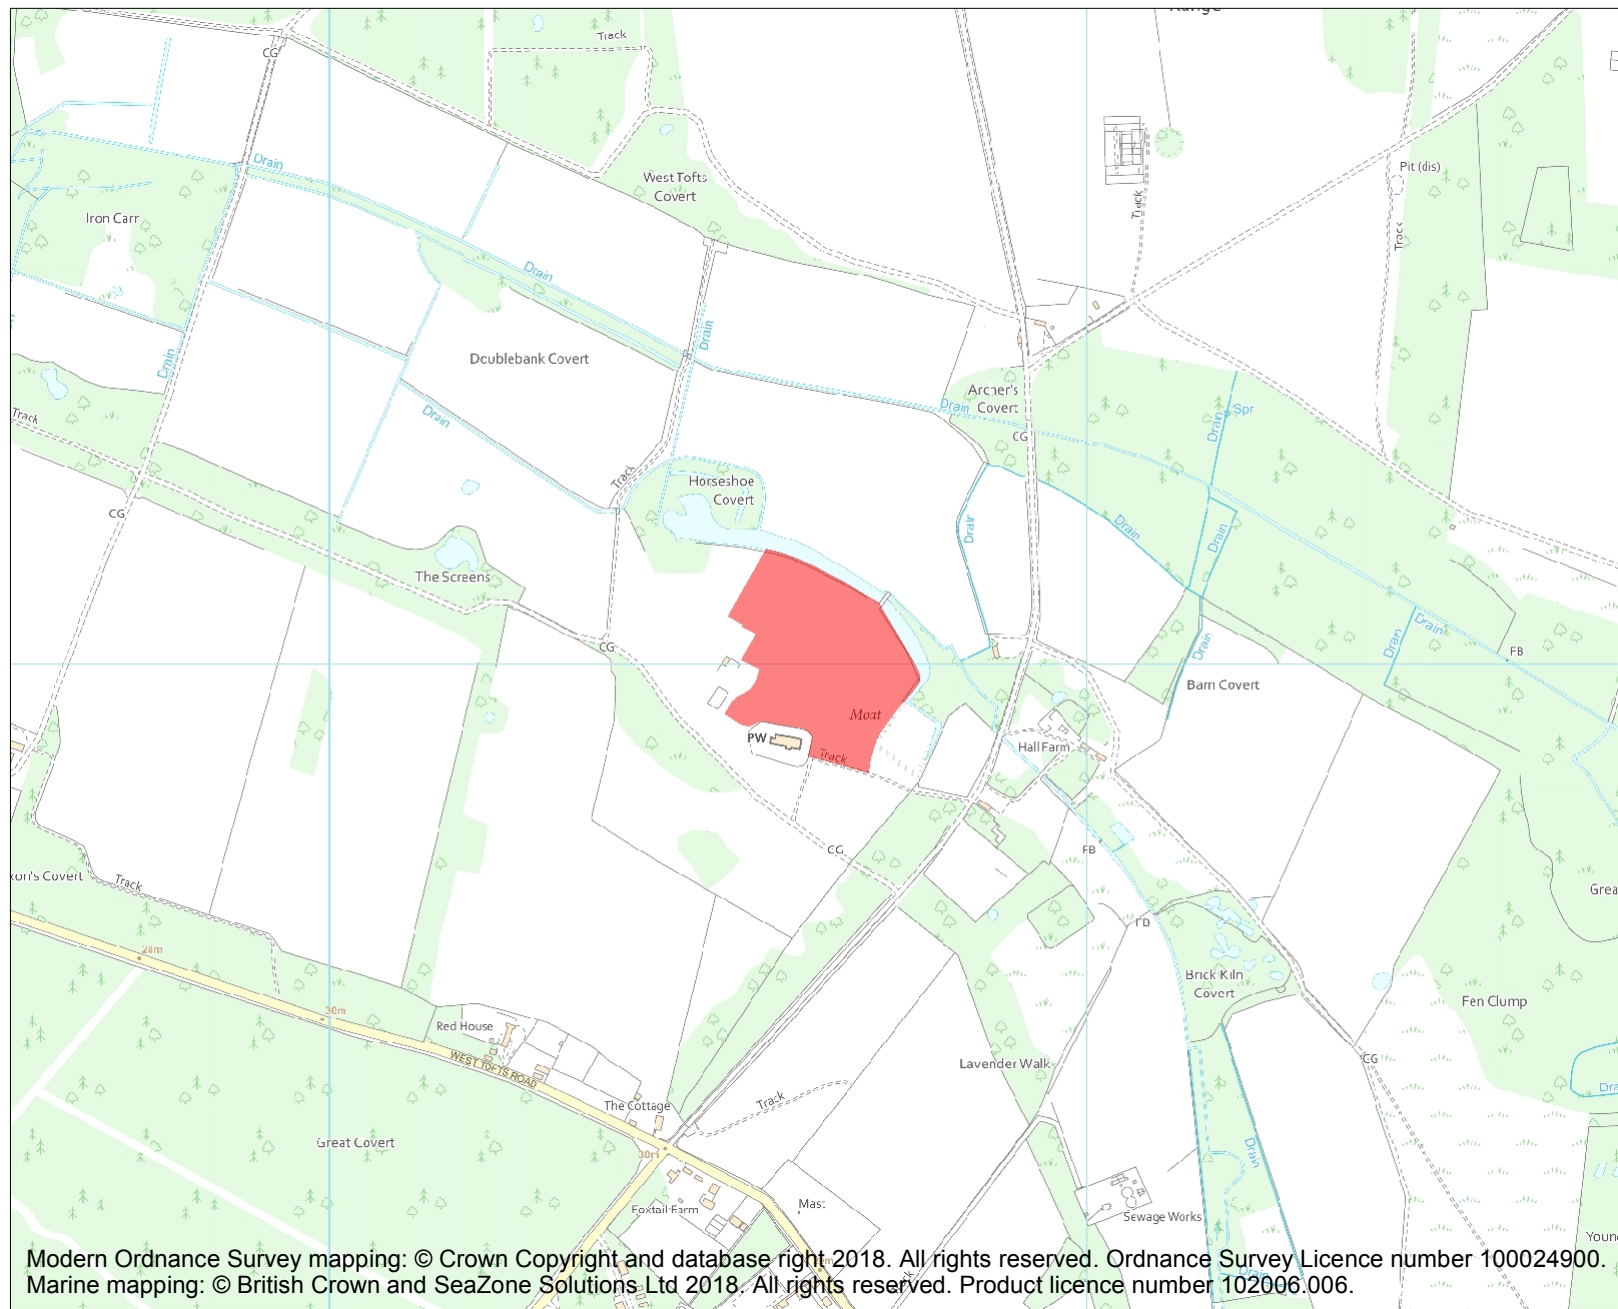 Track
CG
Drain
West Tofts
Covert
Pit (dis)
Track
Track
Iron Carr
Drain
Drain
Drain
Doublebank Covert
Archer's
Covert
Drain
Spr
Drain
Track
Drain
CG
Track
Horseshoe
Covert
CG
Drain
Drain
Drain
The Screens
CG
Drain
Drain
Drain
FB
Barn Covert
Moat
PW
Track
Hall Farm
CG
FB
Track
28m
Brick Kiln
Covert
Fen Clump
30m
Red House
WEST TOFTS ROAD
Lavender Walk
CG
The Cottage
Track
Great Covert
30m
Drain
Mast
Foxtail Farm
Sewage Works
Modern Ordnance Survey mapping: © Crown Copyright and database right 2018. All rights reserved. Ordnance Survey Licence number 100024900.
Marine mapping: © British Crown and SeaZone Solutions Ltd 2018. All rights reserved. Product licence number 102006.006.